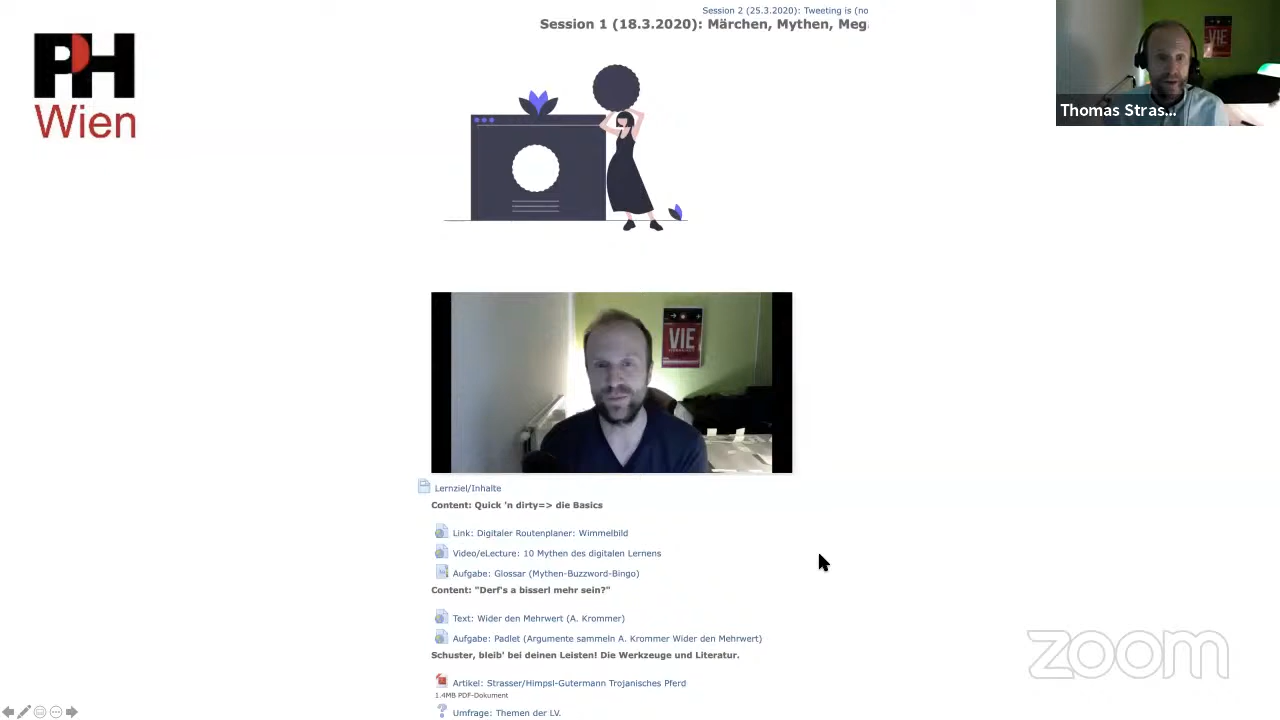 Session 2 (25.3.2020): Tweeting is (no
Session 1 (18.3.2020): Märchen, Mythen, Meg
PH
Wien
VIE
Thomas Stras...
VIE
Lernziel/Inhalte
Content: Quick 'n dirty=> die Basics
Link: Digitaler Routenplaner: Wimmelbild
Video/eLecture: 10 Mythen des digitalen Lernens
Aufgabe: Glossar (Mythen-Buzzword-Bingo)
Content: "Derf's a bisserl mehr sein?"
Text: Wider den Mehrwert (A. Krommer)
Aufgabe: Padlet (Argumente sammeln A. Krommer Wider den Mehrwert)
Schuster, bleib' bei deinen Leisten! Die Werkzeuge und Literatur.
Artikel: Strasser/Himpsl-Gutermann Trojanisches Pferd
1.4MB PDF-Dokument
Umfrage: Themen der LV.
zoom